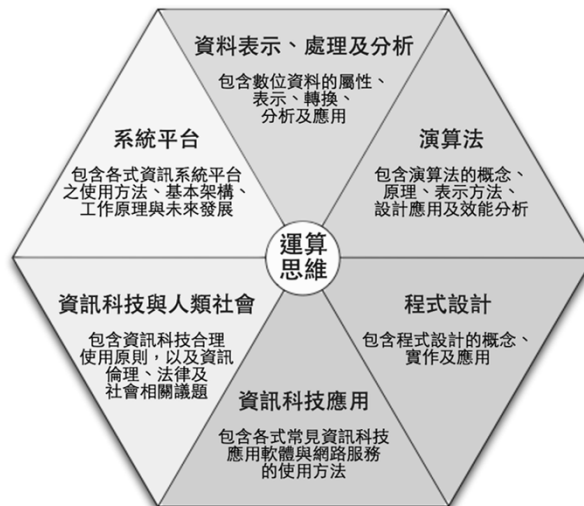 資料表示、處理及分析
包含數位資料的屬性、
表示、轉換、
分析及應用
系統平台
包含各式資訊系統平台
之使用方法、基本架構、
工作原理與未來發展
演算法
包含演算法的概念、
原理、表示方法、
設計應用及效能分析
運算
思維
資訊科技與人類社會
包含資訊科技合理
使用原則，以及資訊
倫理、法律及
社會相關議題
程式設計
包含程式設計的概念、
實作及應用
資訊科技應用
包含各式常見資訊科技
應用軟體與網路服務
的使用方法